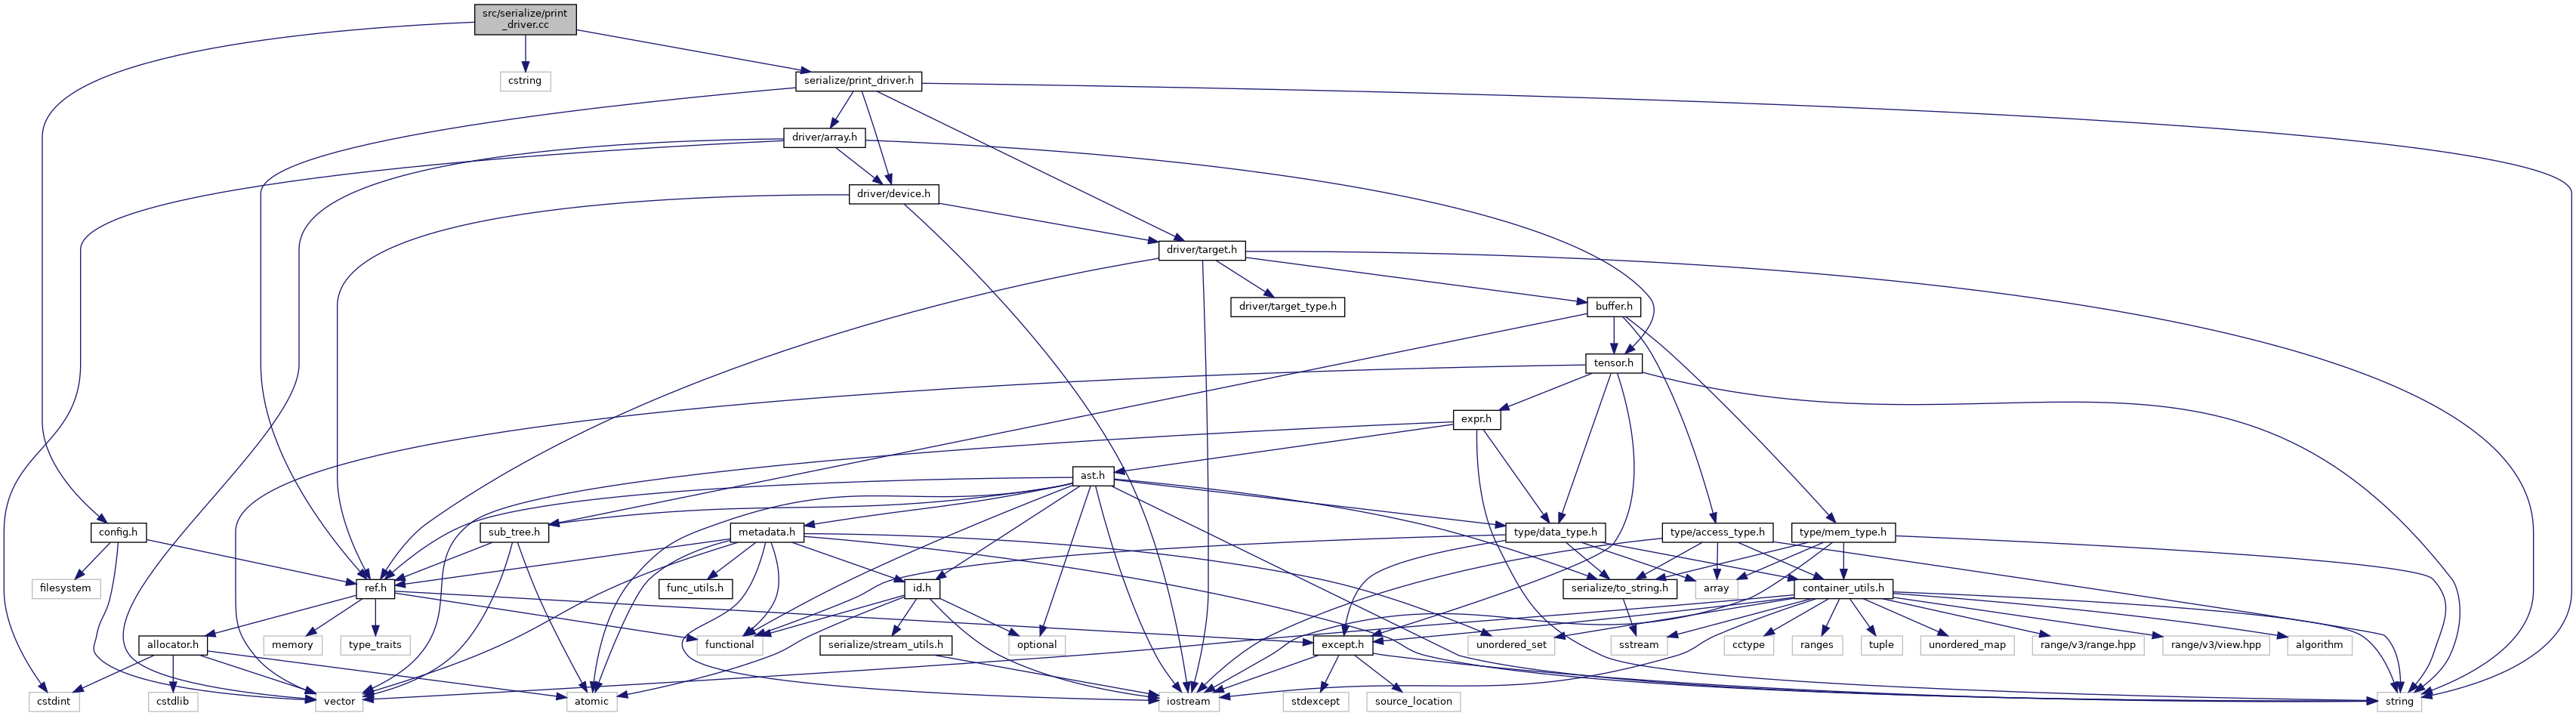 src/serialize/print
_driver.cc
cstring
serialize/print_driver.h
driver/array.h
driver/device.h
driver/target.h
driver/target_type.h
buffer.h
tensor.h
expr.h
ast.h
config.h
sub_tree.h
metadata.h
type/data_type.h
type/access_type.h
type/mem_type.h
filesystem
ref.h
func_utils.h
id.h
serialize/to_string.h
array
container_utils.h
allocator.h
memory
type_traits
functional
serialize/stream_utils.h
optional
except.h
unordered_set
sstream
cctype
ranges
tuple
unordered_map
range/v3/range.hpp
range/v3/view.hpp
algorithm
cstdint
cstdlib
vector
atomic
iostream
stdexcept
source_location
string